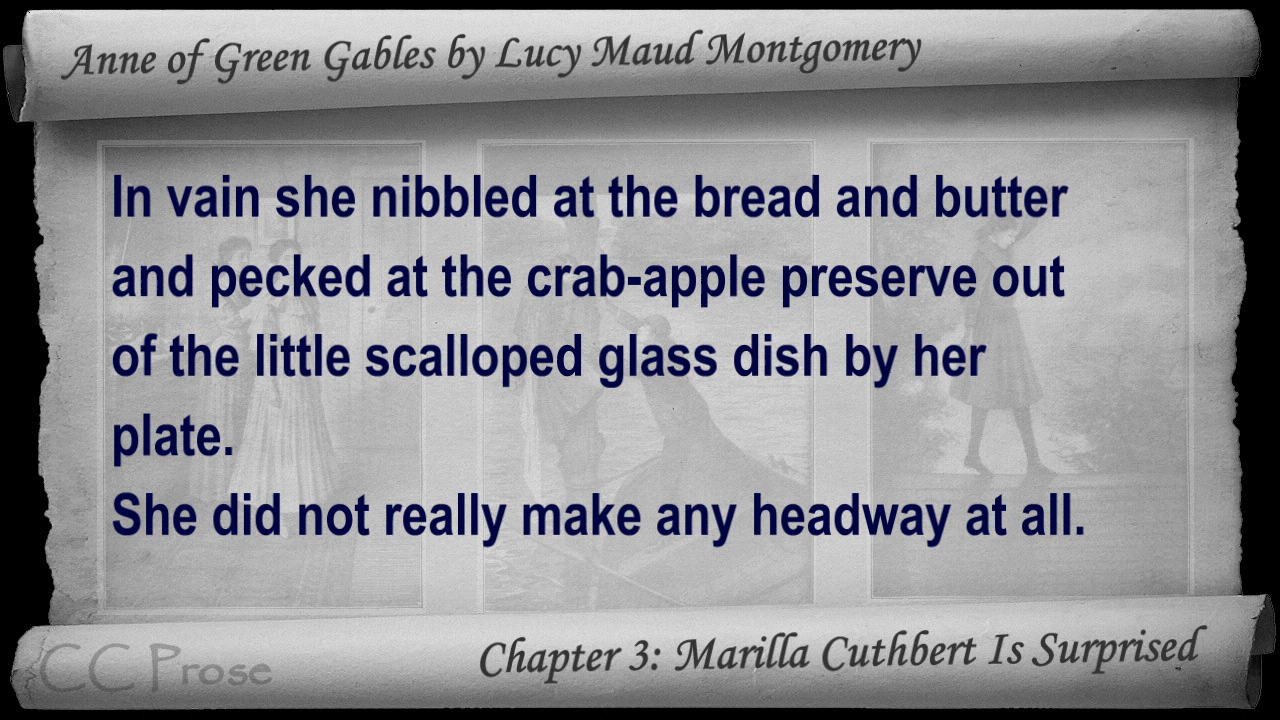 Anne of Green Gables by Lucy Maud Montgomery
In vain she nibbled at the bread and butter
and pecked at the crab-apple preserve out
of the little scalloped glass dish by her
plate.
She did not really make any headway at all.
CC Prose
Chapter 3: Marilla Cuthbert Is Surprised